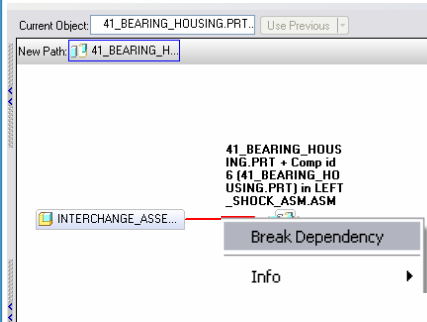 Current Object: 41_BEARING_HOUSING.PRT.. Use Previous
New Path: 41_BEARING_H...
41_BEARING_HOUS
ING.PRT + Comp id
6 (41_BEARING_HO
USING.PRT) in LEFT
_SHOCK_ASM.ASM
INTERCHANGE_ASSE...
Break Dependency
Info